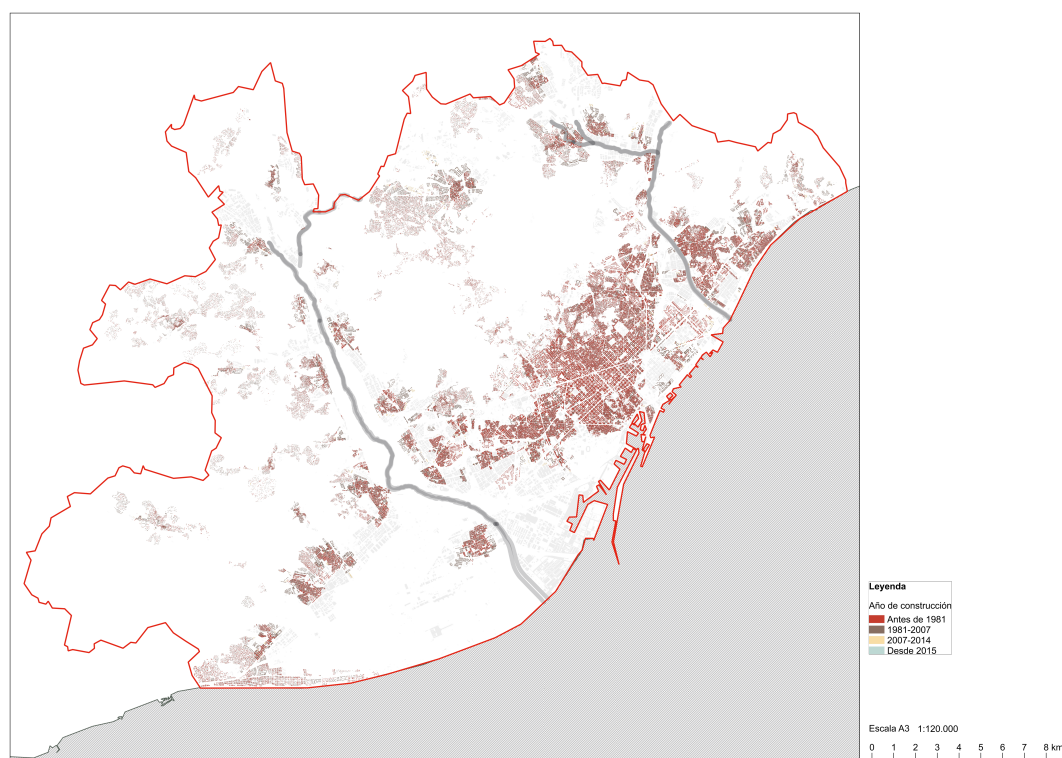 Leyenda
Año de construcción
Antes de 1981
1981-2007
2007-2014
Desde 2015
Escala A3 1:120.000
0 1 2 3 4 5 6 7 8 km